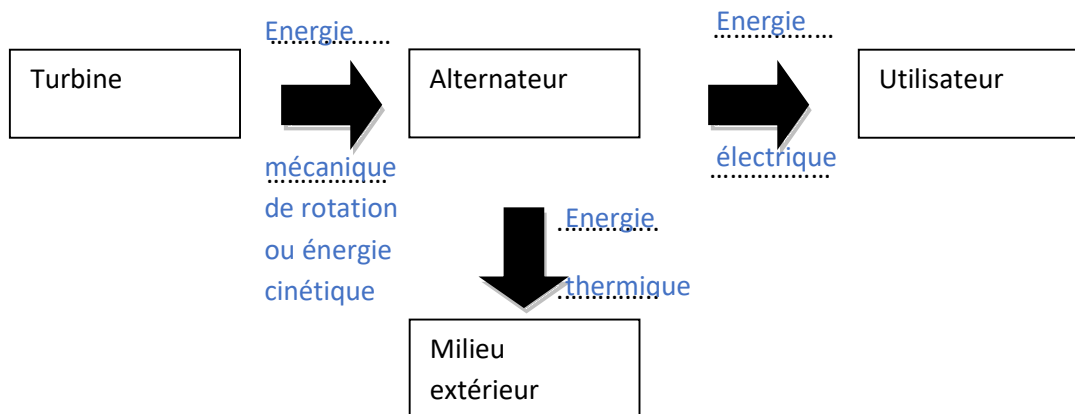 Energie
Energie
Turbine
Alternateur
Utilisateur
mécanique
de rotation
ou énergie
cinétique
électrique
Energie
thermique
Milieu
extérieur